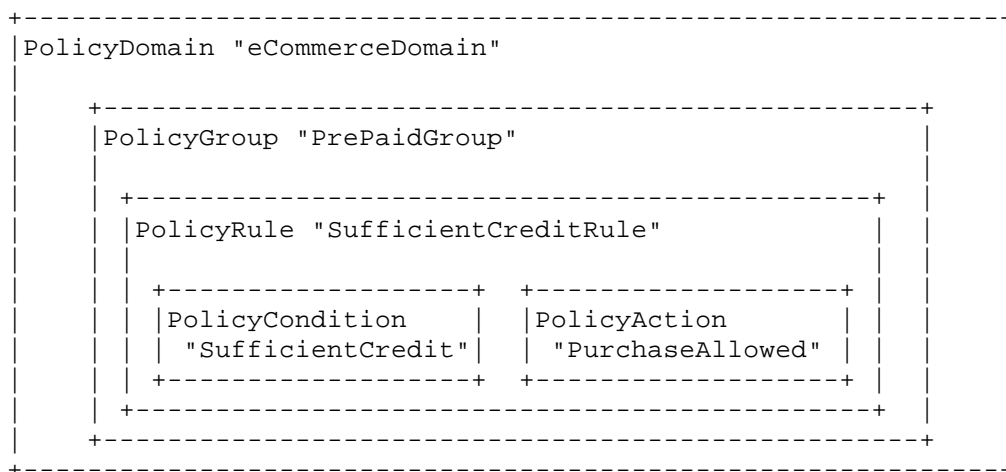 PolicyDomain "eCommerceDomain"
PolicyGroup "PrePaidGroup"
PolicyRule "SufficientCreditRule"
PolicyCondition
"SufficientCredit"
PolicyAction
"PurchaseAllowed"